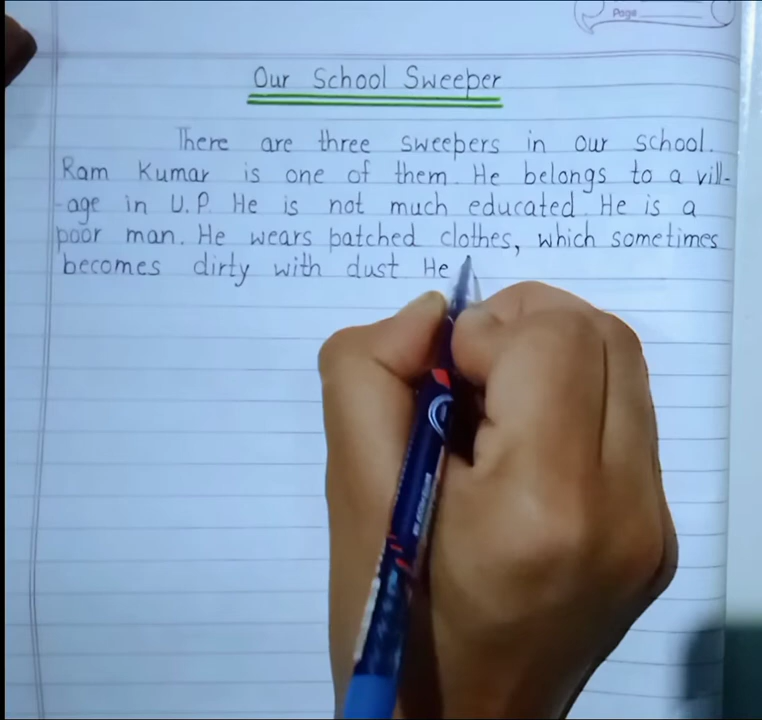 Page
Our School Sweeper
There are three sweepers in our school.
Ram Kumar is one of them. He belongs to a vill-
-age in U.P. He is not much educated. He is a
poor man. He wears patched clothes, which sometimes
becomes dirty with dust He